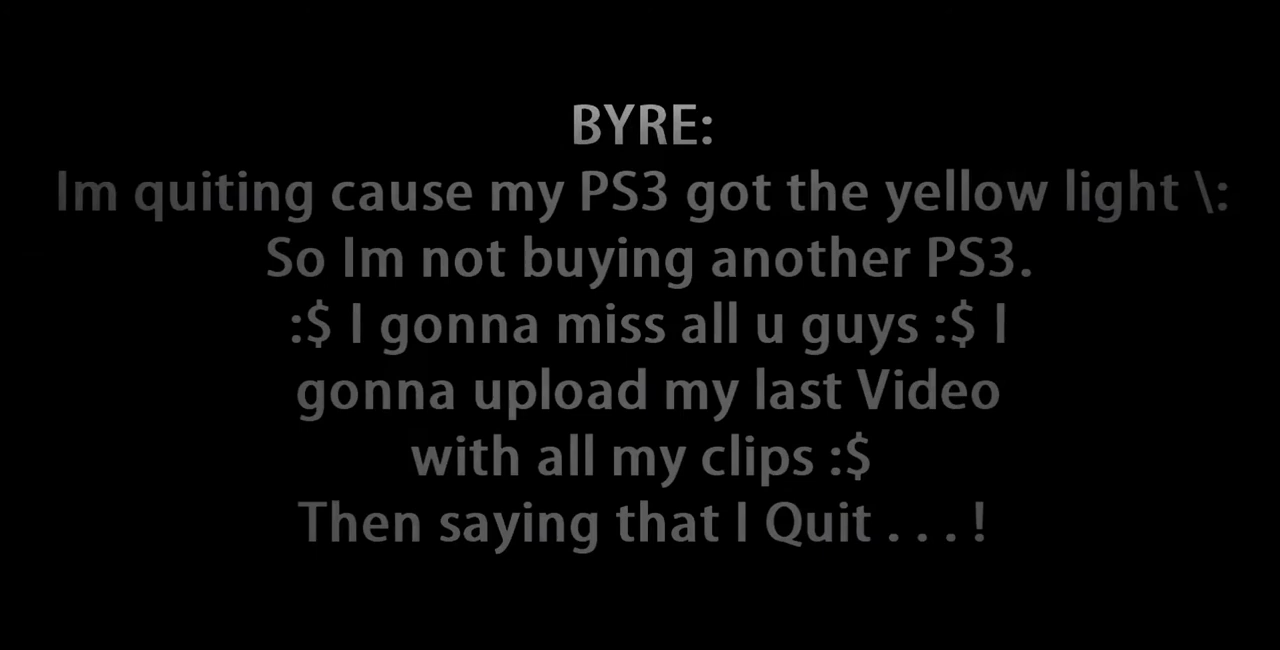 BYRE:
Im quiting cause my PS3 got the yellow light \:
So Im not buying another PS3.
:$ I gonna miss all u guys :$ I
gonna upload my last Video
with all my clips :$
Then saying that I Quit . . . !